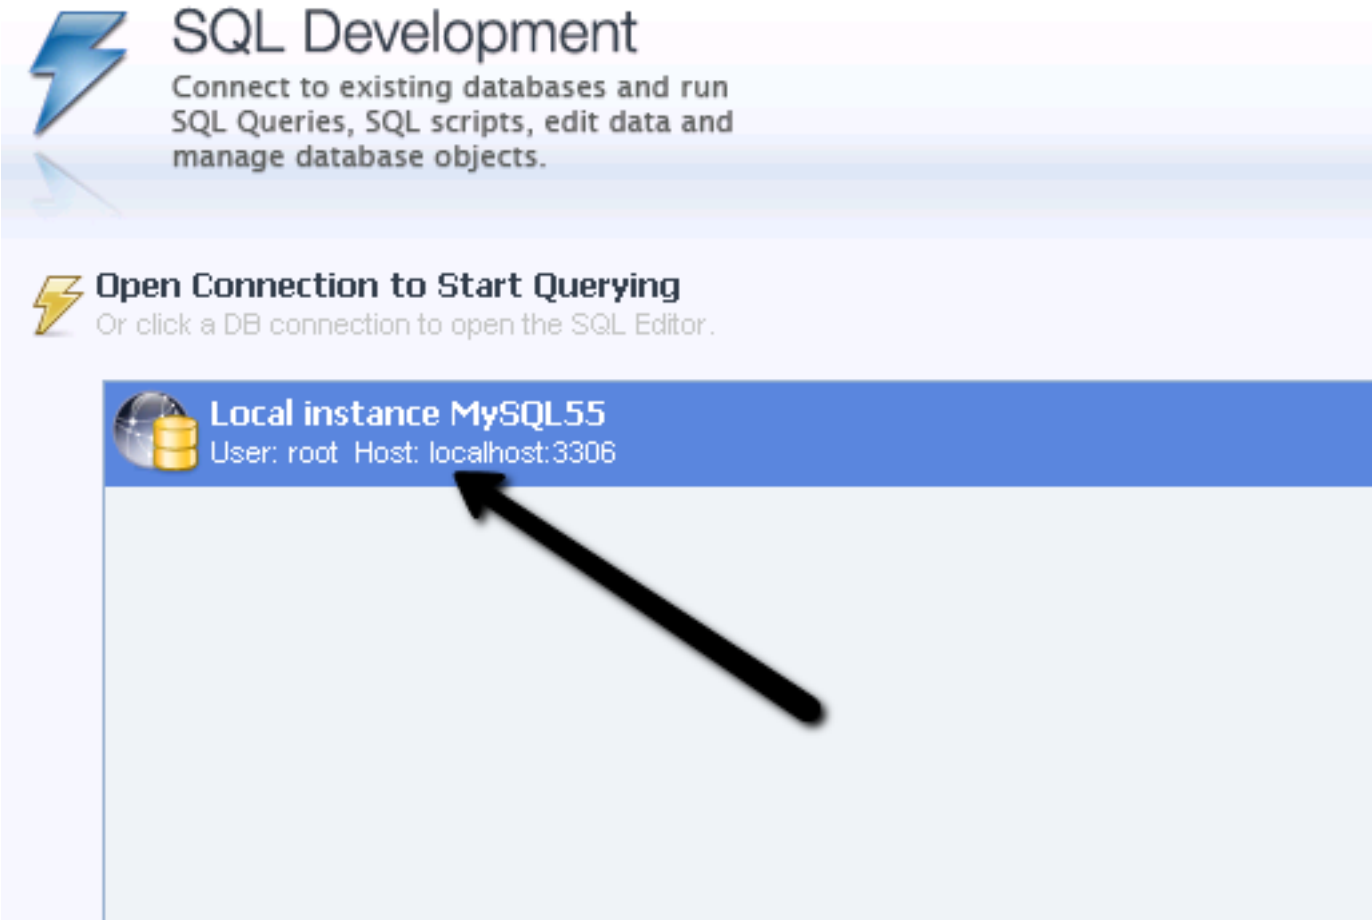 SQL Development
Connect to existing databases and run
SQL Queries, SQL scripts, edit data and
manage database objects.
Open Connection to Start Querying
Or click a DB connection to open the SQL Editor.
Local instance MySQL55
User: root Host: localhost:3306